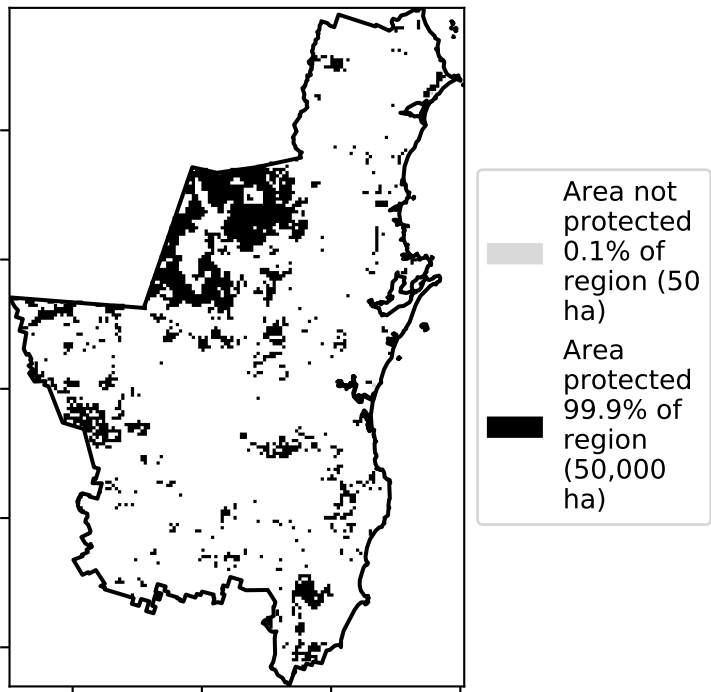 Area not
protected
0.1% of
region (50
ha)
Area
protected
99.9% of
region
(50,000
ha)